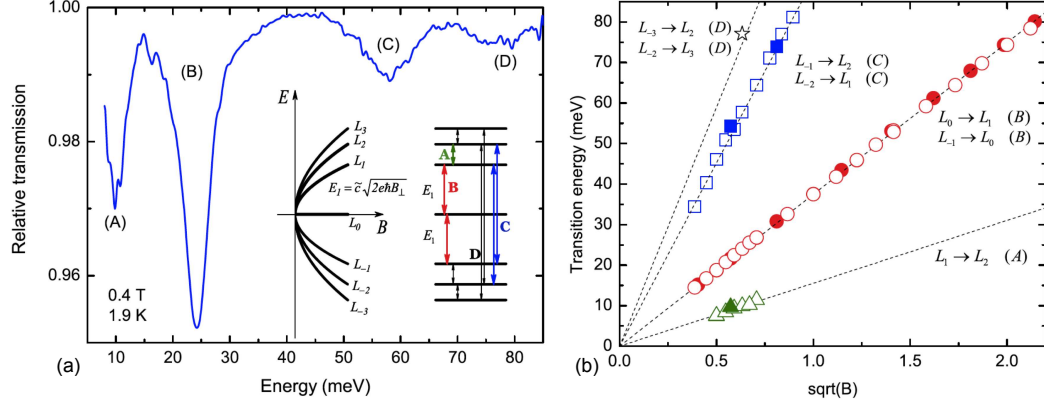 Relative transmission
1.00
0.98
0.96
(A)
(B)
(C)
(D)
0.4 T
1.9 K
E
L₃
L₂
L₁
E₁ = c̃√2eħB⊥
B
L₀
L₋₁
L₋₂
L₋₃
A
E₁
B
E₁
C
D
10 20 30 40 50 60 70 80
(a)
Energy (meV)
Transition energy (meV)
80
70
60
50
40
30
20
10
0
L₋₃ → L₂ (D)
L₋₂ → L₃ (D)
L₋₁ → L₂ (C)
L₋₂ → L₁ (C)
L₀ → L₁ (B)
L₋₁ → L₀ (B)
L₁ → L₂ (A)
0.0 0.5 1.0 1.5 2.0
(b)
sqrt(B)